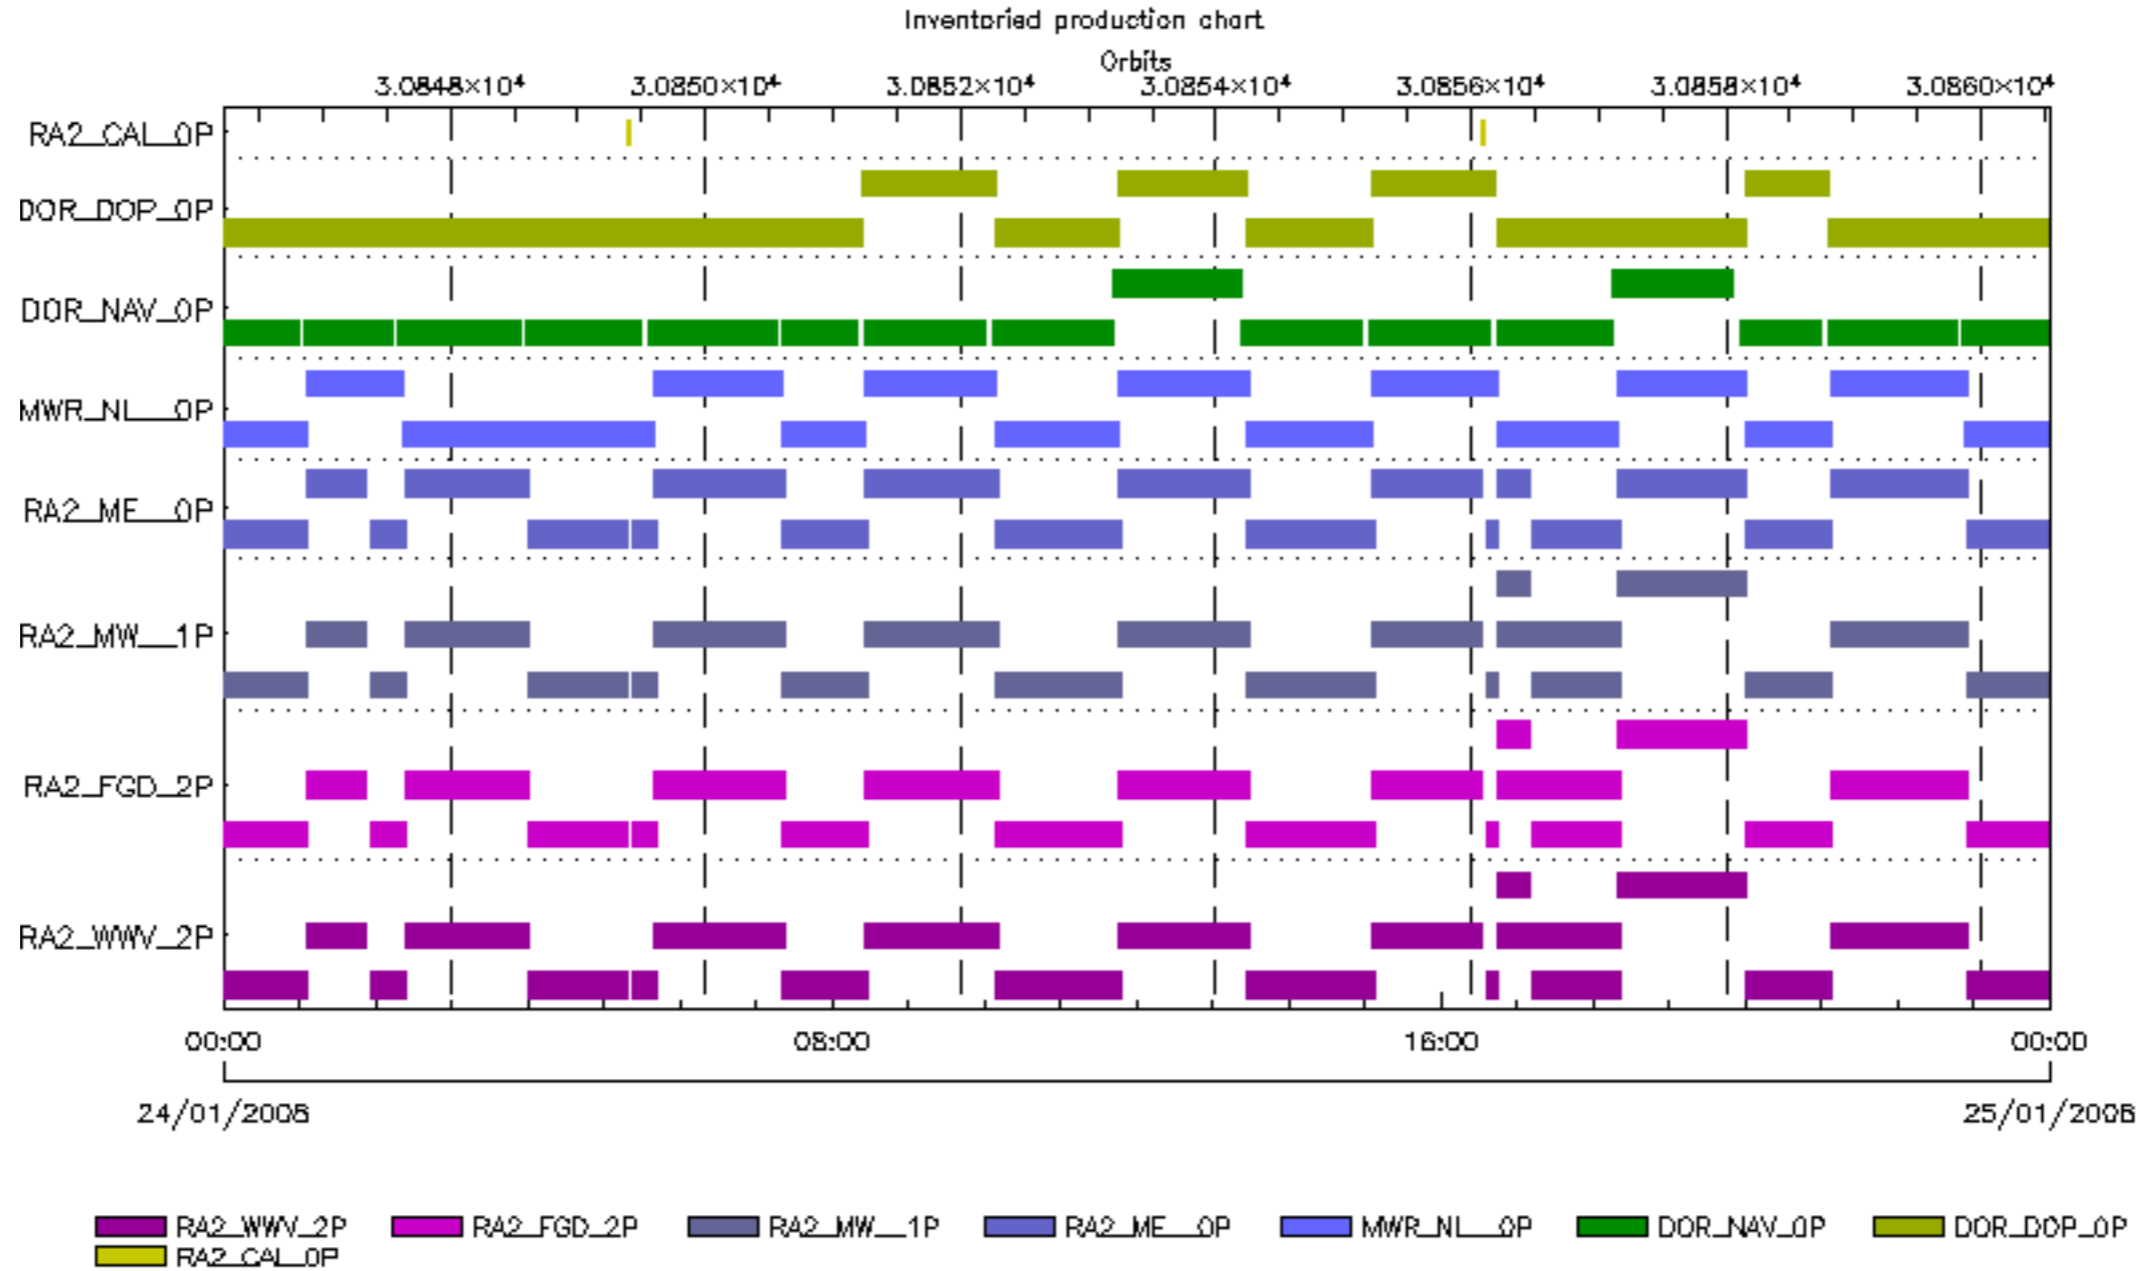 Inventoried production chart
Orbits
3.0848×10⁴ 3.0850×10⁴ 3.0852×10⁴ 3.0854×10⁴ 3.0856×10⁴ 3.0858×10⁴ 3.0860×10⁴
RA2_CAL_0P
DOR_DOP_0P
DOR_NAV_0P
MWR_NL__0P
RA2_ME__0P
RA2_MW__1P
RA2_FGD_2P
RA2_WWV_2P
00:00 08:00 16:00 00:00
24/01/2008 25/01/2008
RA2_WWV_2P RA2_FGD_2P RA2_MW__1P RA2_ME__0P MWR_NL__0P DOR_NAV_0P DOR_DOP_0P
RA2_CAL_0P